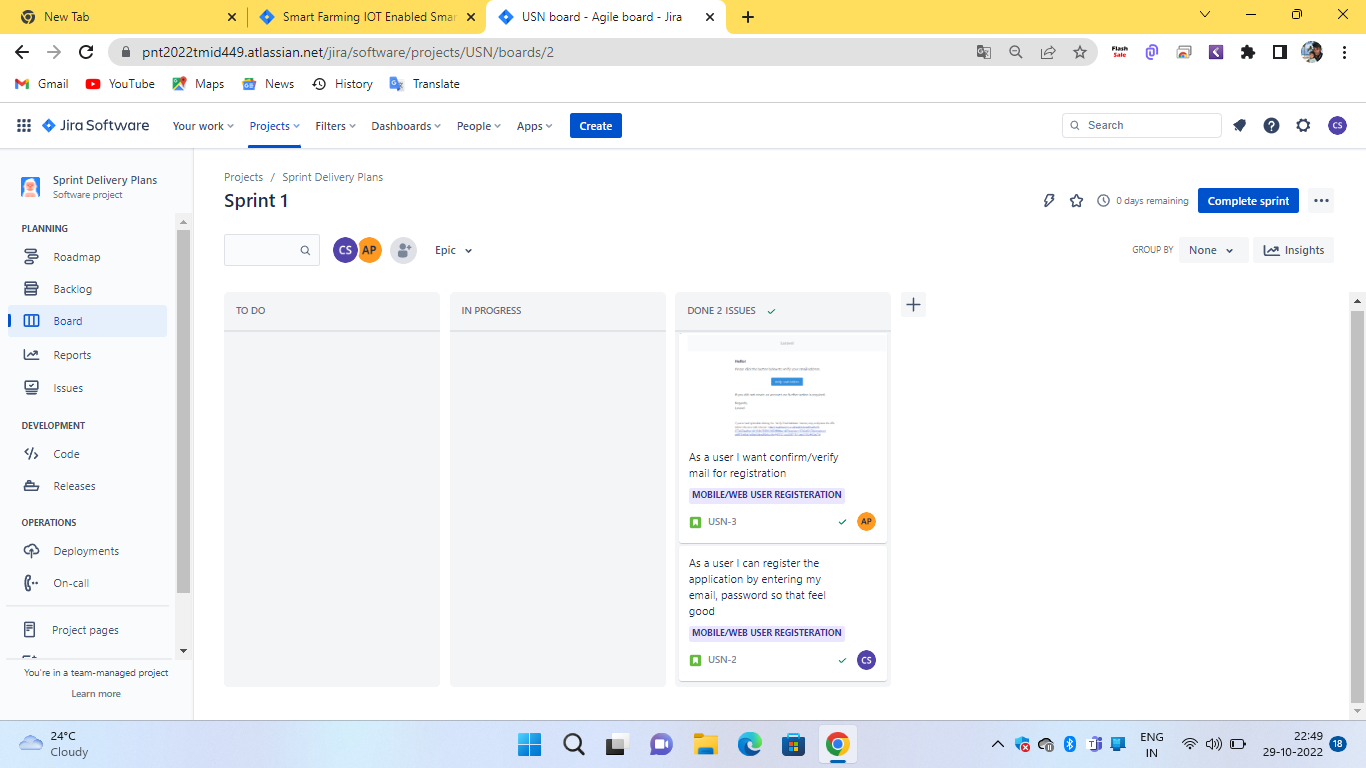 New Tab
Smart Farming IOT Enabled Smar
USN board - Agile board - Jira
pnt2022tmid449.atlassian.net/jira/software/projects/USN/boards/2
Flash Sale
Gmail
YouTube
Maps
News
History
Translate
Jira Software
Your work
Projects
Filters
Dashboards
People
Apps
Create
Search
CS
Sprint Delivery Plans
Software project
PLANNING
Roadmap
Backlog
Board
Reports
Issues
DEVELOPMENT
Code
Releases
OPERATIONS
Deployments
On-call
Project pages
You're in a team-managed project
Learn more
Projects / Sprint Delivery Plans
Sprint 1
0 days remaining
Complete sprint
CS
AP
Epic
GROUP BY
None
Insights
TO DO
IN PROGRESS
DONE 2 ISSUES
Hello!
As a user I want confirm/verify
mail for registration
MOBILE/WEB USER REGISTERATION
USN-3
AP
As a user I can register the
application by entering my
email, password so that feel
good
MOBILE/WEB USER REGISTERATION
USN-2
CS
24°C
Cloudy
ENG
IN
22:49
29-10-2022
18